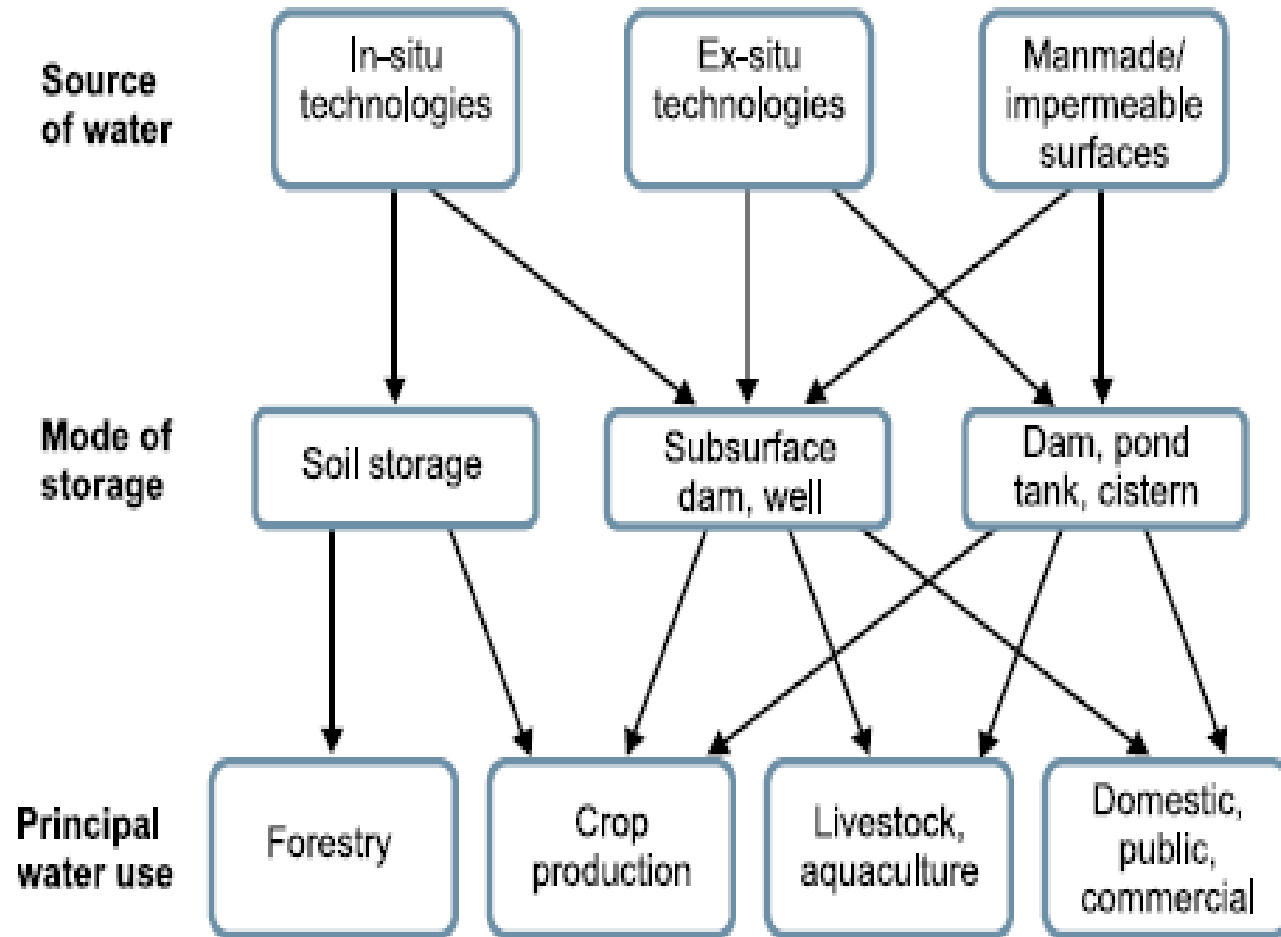 Source
of water
In-situ
technologies
Ex-situ
technologies
Manmade/
impermeable
surfaces
Mode of
storage
Soil storage
Subsurface
dam, well
Dam, pond
tank, cistern
Principal
water use
Forestry
Crop
production
Livestock,
aquaculture
Domestic,
public,
commercial